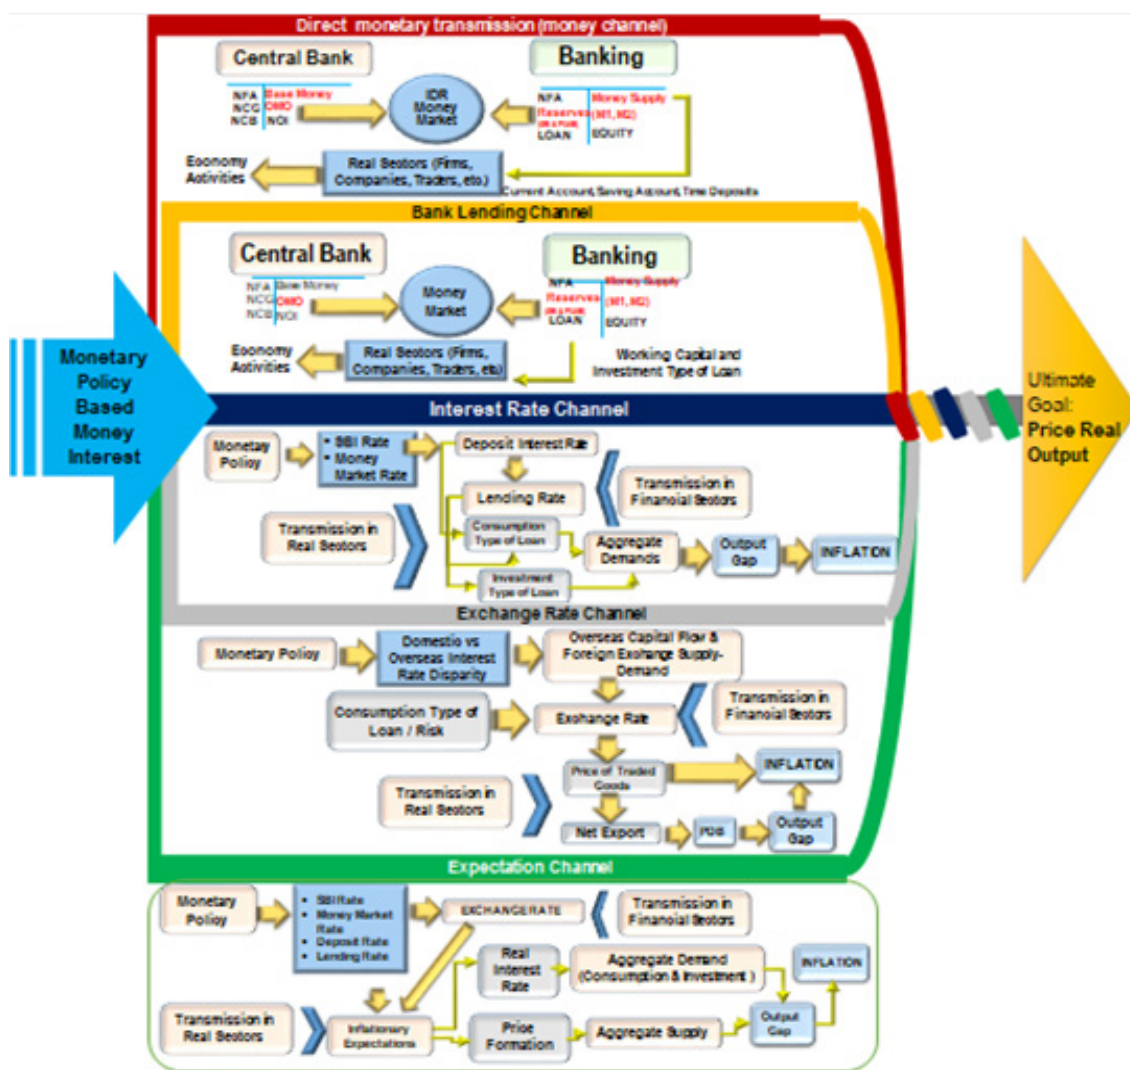 Direct monetary transmission (money channel)
Central Bank
Banking
NFA
Base Money
NCG
OMO
NCB
NOI
IDR
Money
Market
NFA
Money Supply
Reserves
(M1, M2)
LOAN
EQUITY
Economy
Activities
Real Sectors (Firms,
Companies, Traders, etc.)
Current Account, Saving Account, Time Deposits
Bank Lending Channel
Central Bank
Banking
NFA
Base Money
NCG
OMO
NCB
NOI
Money
Market
NFA
Money Supply
Reserves
(M1, M2)
LOAN
EQUITY
Economy
Activities
Real Sectors (Firms,
Companies, Traders, etc)
Working Capital and
Investment Type of Loan
Monetary
Policy
Based
Money
Interest
Ultimate
Goal:
Price Real
Output
Interest Rate Channel
Monetary
Policy
• SBI Rate
• Money
Market Rate
Deposit Interest Rate
Lending Rate
Transmission in
Financial Sectors
Transmission in
Real Sectors
Consumption
Type of Loan
Investment
Type of Loan
Aggregate
Demands
Output
Gap
INFLATION
Exchange Rate Channel
Monetary Policy
Domestic vs
Overseas Interest
Rate Disparity
Overseas Capital Flow &
Foreign Exchange Supply-
Demand
Consumption Type of
Loan / Risk
Exchange Rate
Transmission in
Financial Sectors
Price of Traded
Goods
INFLATION
Transmission in
Real Sectors
Net Export
PDB
Output
Gap
Expectation Channel
Monetary
Policy
• SBI Rate
• Money Market
Rate
• Deposit Rate
• Lending Rate
EXCHANGE RATE
Transmission in
Financial Sectors
Real
Interest
Rate
Aggregate Demand
(Consumption & Investment )
INFLATION
Transmission in
Real Sectors
Inflationary
Expectations
Price
Formation
Aggregate Supply
Output
Gap